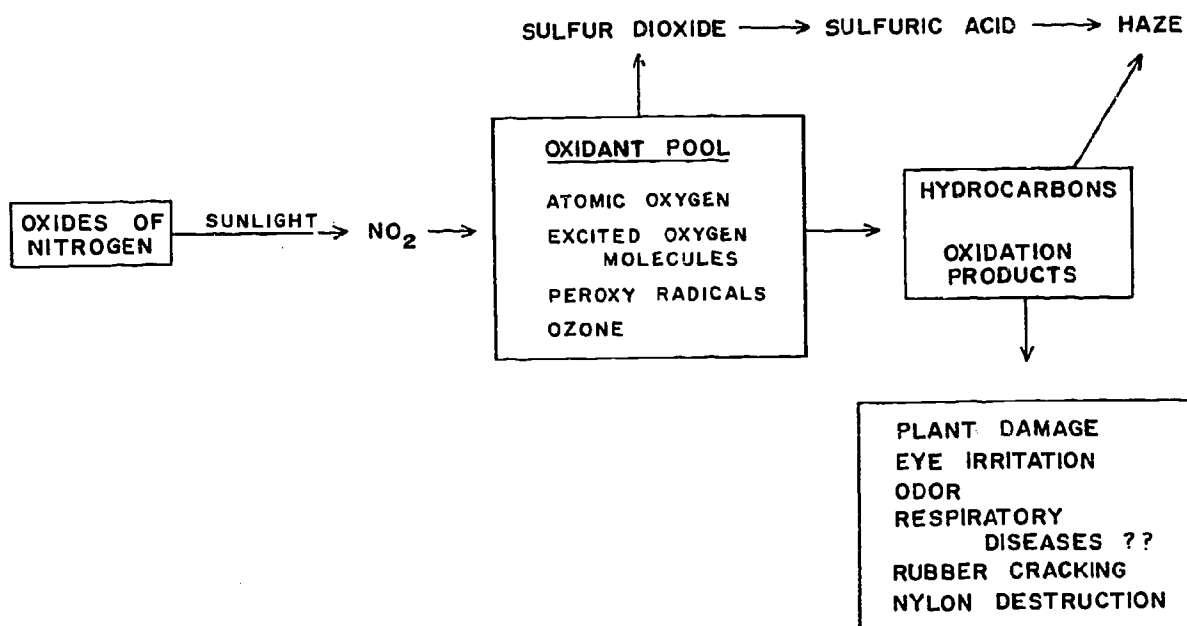 SULFUR DIOXIDE
SULFURIC ACID
HAZE
OXIDES OF
NITROGEN
SUNLIGHT
NO₂
OXIDANT POOL
ATOMIC OXYGEN
EXCITED OXYGEN
MOLECULES
PEROXY RADICALS
OZONE
HYDROCARBONS
OXIDATION
PRODUCTS
PLANT DAMAGE
EYE IRRITATION
ODOR
RESPIRATORY
DISEASES ??
RUBBER CRACKING
NYLON DESTRUCTION